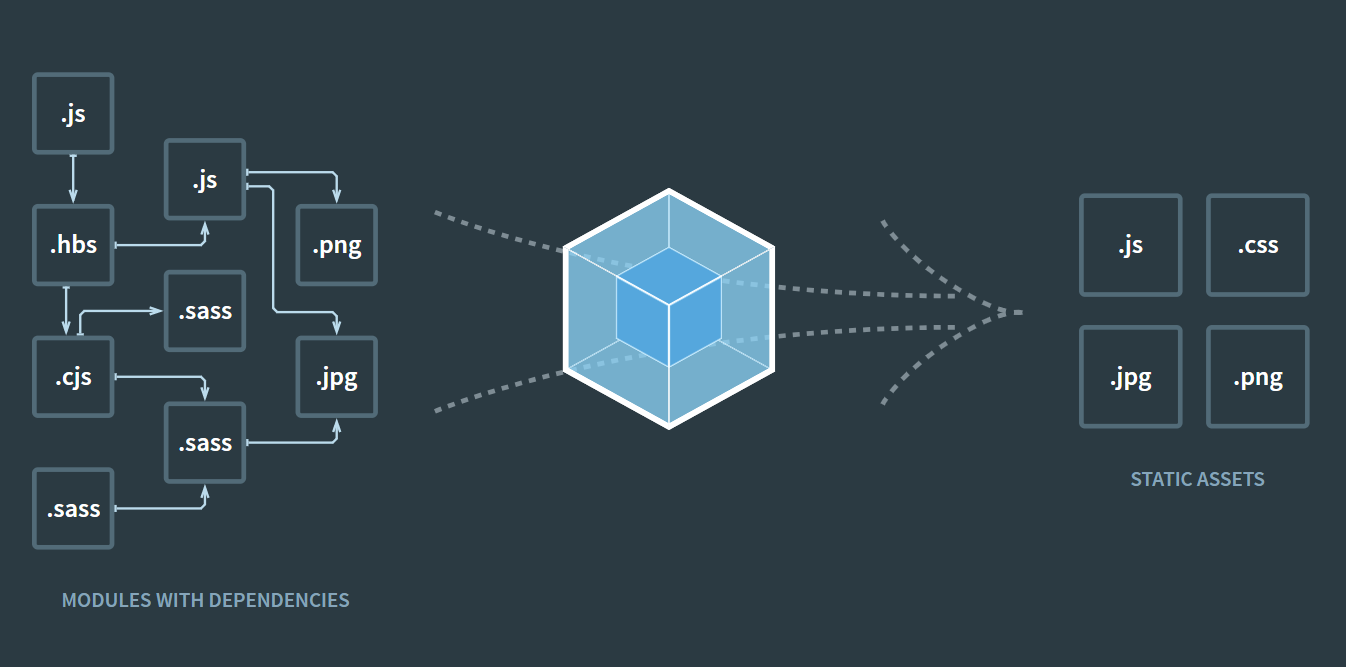 .js
.js
.hbs
.png
.sass
.cjs
.jpg
.sass
.sass
MODULES WITH DEPENDENCIES
.js
.css
.jpg
.png
STATIC ASSETS